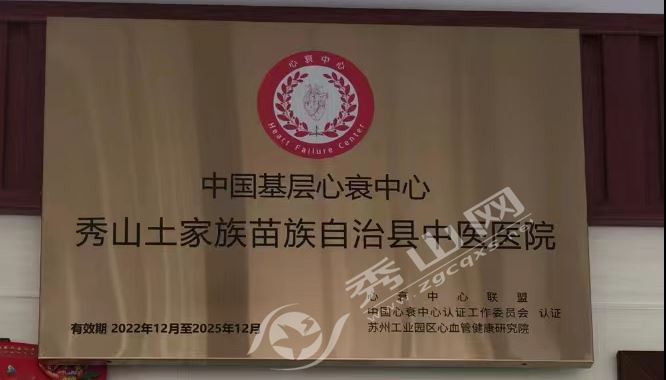 心衰中心
Heart Failure Center
中国基层心衰中心
秀山土家族苗族自治县中医医院
秀山网
www.zgcqxs.net
心衰中心联盟
中国心衰中心认证工作委员会 认证
苏州工业园区心血管健康研究院
有效期 2022年12月至2025年12月